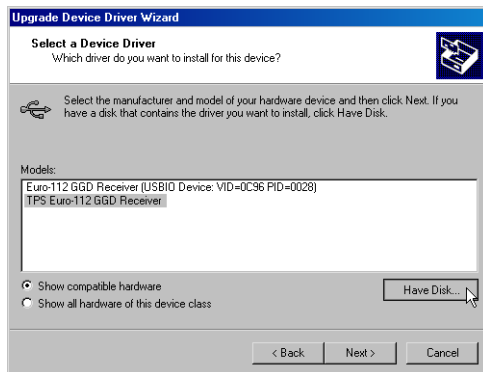 Upgrade Device Driver Wizard
Select a Device Driver
Which driver do you want to install for this device?
Select the manufacturer and model of your hardware device and then click Next. If you
have a disk that contains the driver you want to install, click Have Disk.
Models:
Euro-112 GGD Receiver (USBIO Device: VID=0C96 PID=0028)
TPS Euro-112 GGD Receiver
Show compatible hardware
Show all hardware of this device class
Have Disk...
< Back
Next >
Cancel